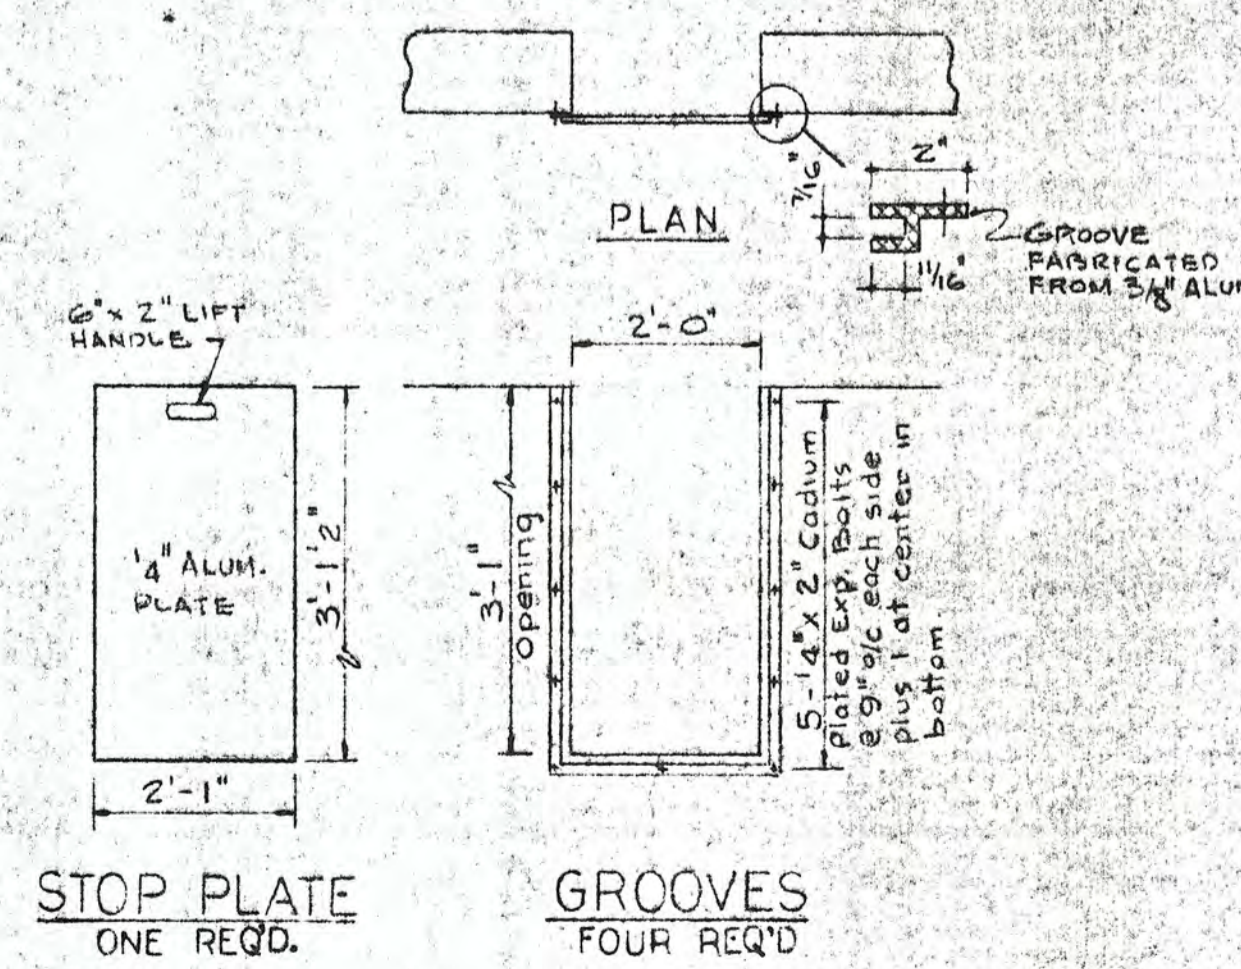 PLAN
2"
7/16"
11/16"
GROOVE
FABRICATED
FROM 3/8" ALUM
6" x 2" LIFT
HANDLE
1/4" ALUM.
PLATE
3'-1 1/2"
2'-1"
STOP PLATE
ONE REQ'D.
2'-0"
3'-1"
opening
5 - 1/4" x 2" Cadium
plated Exp. Bolts
@ 9" o/c each side
plus 1 at center in
bottom
GROOVES
FOUR REQ'D